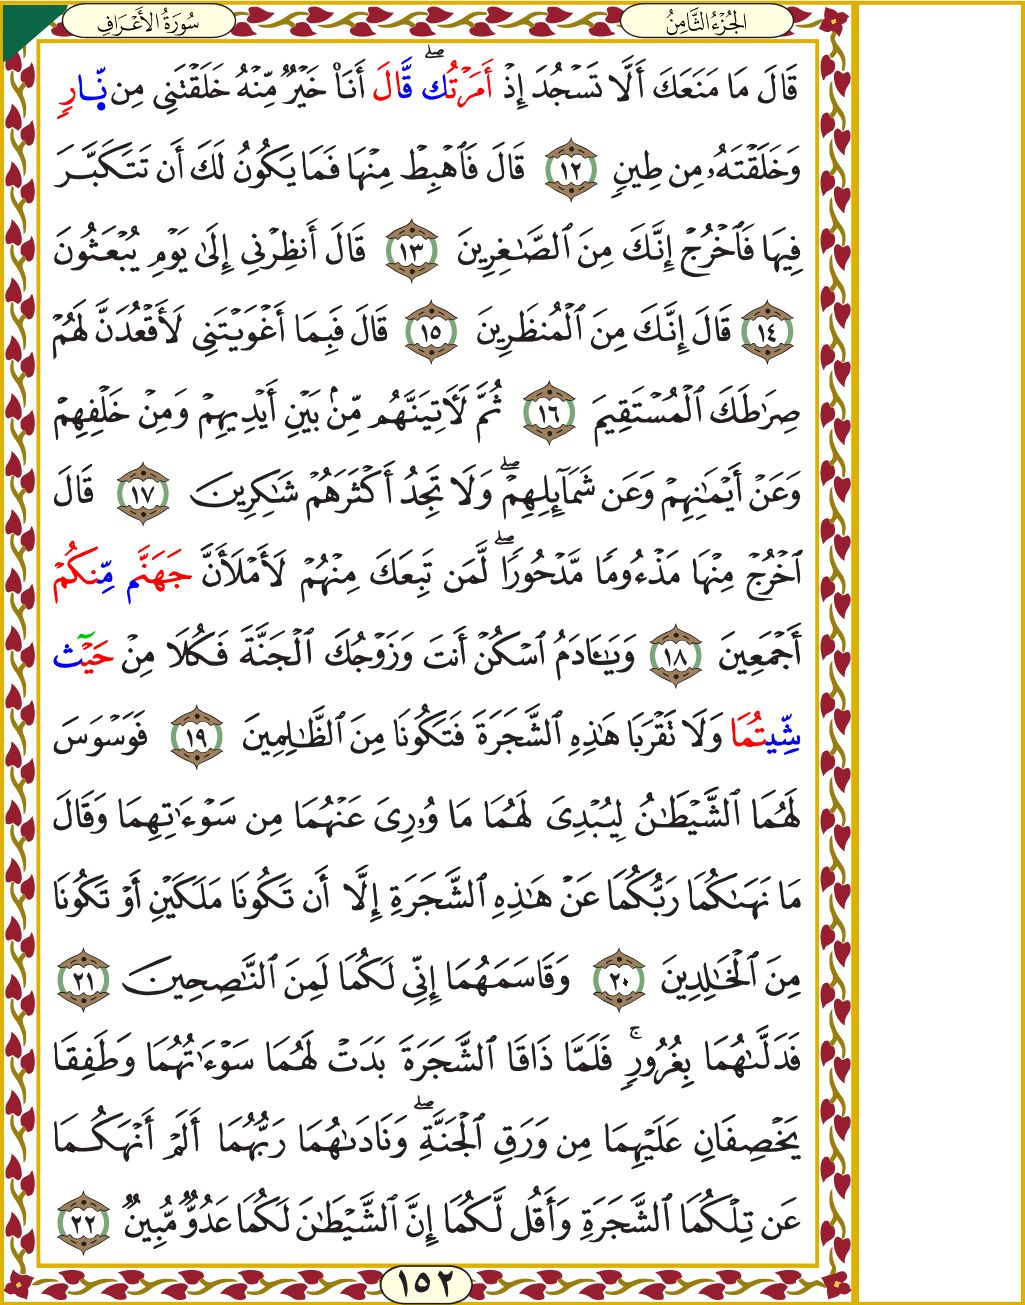 سُورَةُ الأَعْرَافِ
الجُزْءُ الثَّامِنُ
قَالَ مَا مَنَعَكَ أَلَّا تَسْجُدَ إِذْ أَمَرْتُكَ ۖ قَّالَ أَنَا۠ خَيْرٌ مِّنْهُ خَلَقْتَنِي مِن نَّارٍ
وَخَلَقْتَهُۥ مِن طِينٍ ١٢ قَالَ فَٱهْبِطْ مِنْهَا فَمَا يَكُونُ لَكَ أَن تَتَكَبَّرَ
فِيهَا فَٱخْرُجْ إِنَّكَ مِنَ ٱلصَّٰغِرِينَ ١٣ قَالَ أَنظِرْنِي إِلَىٰ يَوْمِ يُبْعَثُونَ
١٤ قَالَ إِنَّكَ مِنَ ٱلْمُنظَرِينَ ١٥ قَالَ فَبِمَا أَغْوَيْتَنِي لَأَقْعُدَنَّ لَهُمْ
صِرَٰطَكَ ٱلْمُسْتَقِيمَ ١٦ ثُمَّ لَأَتِيَنَّهُم مِّنۢ بَيْنِ أَيْدِيهِمْ وَمِنْ خَلْفِهِمْ
وَعَنْ أَيْمَٰنِهِمْ وَعَن شَمَآئِلِهِمْ ۖ وَلَا تَجِدُ أَكْثَرَهُمْ شَٰكِرِينَ ١٧ قَالَ
ٱخْرُجْ مِنْهَا مَذْءُومًا مَّدْحُورًا ۖ لَّمَن تَبِعَكَ مِنْهُمْ لَأَمْلَأَنَّ جَهَنَّم مِّنكُمْ
أَجْمَعِينَ ١٨ وَيَٰٓـَٔادَمُ ٱسْكُنْ أَنتَ وَزَوْجُكَ ٱلْجَنَّةَ فَكُلَا مِنْ حَيْٓث
شِّيتُمَا وَلَا تَقْرَبَا هَٰذِهِ ٱلشَّجَرَةَ فَتَكُونَا مِنَ ٱلظَّٰلِمِينَ ١٩ فَوَسْوَسَ
لَهُمَا ٱلشَّيْطَٰنُ لِيُبْدِيَ لَهُمَا مَا وُۥرِيَ عَنْهُمَا مِن سَوْءَٰتِهِمَا وَقَالَ
مَا نَهَىٰكُمَا رَبُّكُمَا عَنْ هَٰذِهِ ٱلشَّجَرَةِ إِلَّا أَن تَكُونَا مَلَكَيْنِ أَوْ تَكُونَا
مِنَ ٱلْخَٰلِدِينَ ٢٠ وَقَاسَمَهُمَا إِنِّي لَكُمَا لَمِنَ ٱلنَّٰصِحِينَ ٢١
فَدَلَّىٰهُمَا بِغُرُورٍ ۚ فَلَمَّا ذَاقَا ٱلشَّجَرَةَ بَدَتْ لَهُمَا سَوْءَٰتُهُمَا وَطَفِقَا
يَخْصِفَانِ عَلَيْهِمَا مِن وَرَقِ ٱلْجَنَّةِ ۖ وَنَادَىٰهُمَا رَبُّهُمَا أَلَمْ أَنْهَكُمَا
عَن تِلْكُمَا ٱلشَّجَرَةِ وَأَقُل لَّكُمَا إِنَّ ٱلشَّيْطَٰنَ لَكُمَا عَدُوٌّ مُّبِينٌ ٢٢
١٥٢